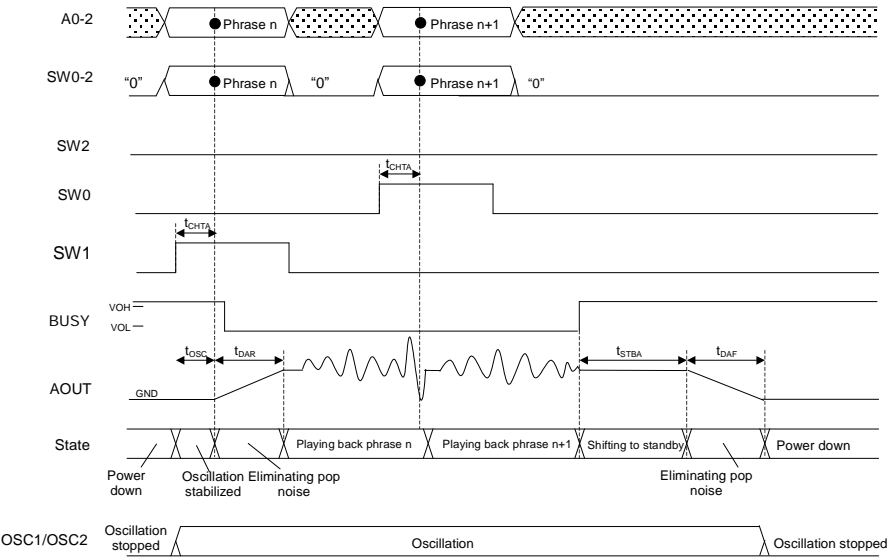 A0-2 Phrase n Phrase n+1
SW0-2 "0" Phrase n "0" Phrase n+1 "0"
SW2
tCHTA
SW0
tCHTA
SW1
BUSY VOH
VOL
tOSC tDAR tSTBA tDAF
AOUT GND
State Playing back phrase n Playing back phrase n+1 Shifting to standby Power down
Power down
Oscillation stabilized
Eliminating pop noise
Eliminating pop noise
OSC1/OSC2 Oscillation stopped Oscillation Oscillation stopped